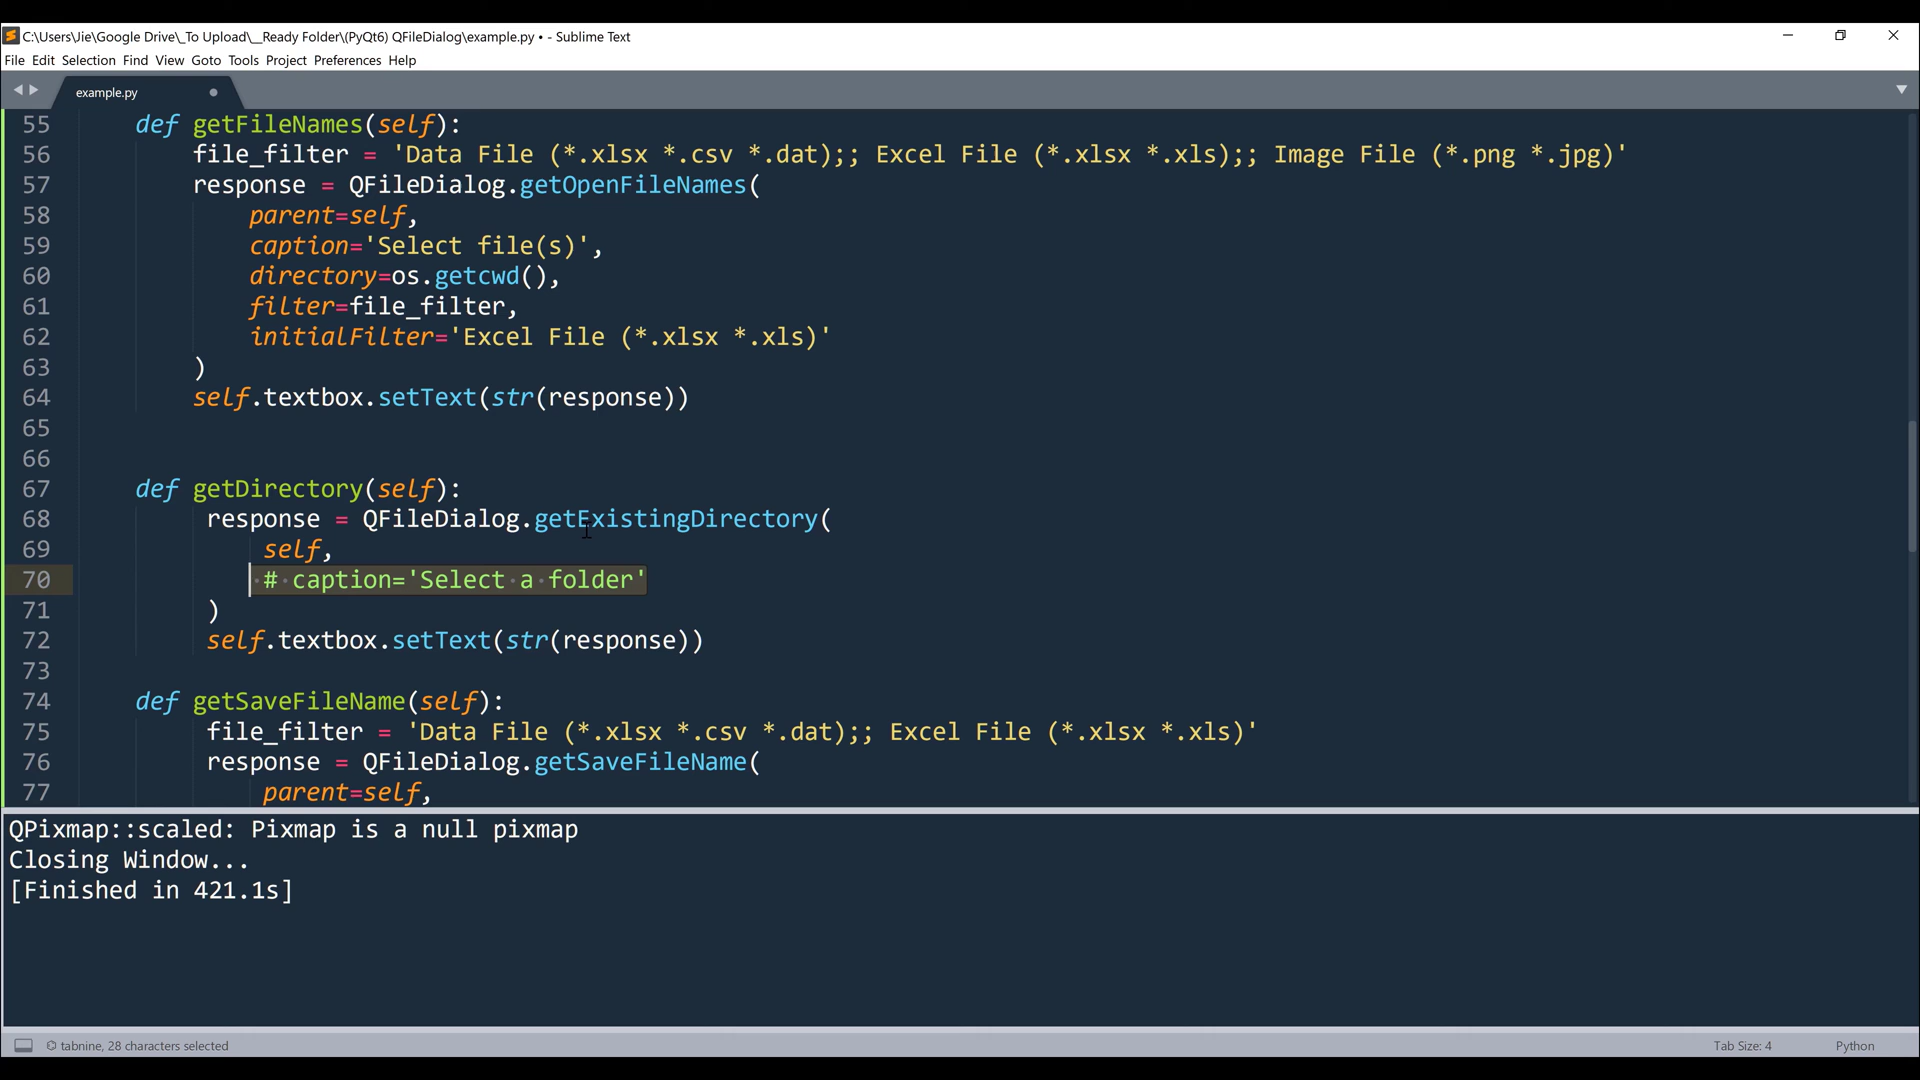 C:\Users\Jie\Google Drive\_To Upload\__Ready Folder\(PyQt6) QFileDialog\example.py • - Sublime Text
File Edit Selection Find View Goto Tools Project Preferences Help
example.py
55 def getFileNames(self):
56 file_filter = 'Data File (*.xlsx *.csv *.dat);; Excel File (*.xlsx *.xls);; Image File (*.png *.jpg)'
57 response = QFileDialog.getOpenFileNames(
58 parent=self,
59 caption='Select file(s)',
60 directory=os.getcwd(),
61 filter=file_filter,
62 initialFilter='Excel File (*.xlsx *.xls)'
63 )
64 self.textbox.setText(str(response))
65
66
67 def getDirectory(self):
68 response = QFileDialog.getExistingDirectory(
69 self,
70 # caption='Select a folder'
71 )
72 self.textbox.setText(str(response))
73
74 def getSaveFileName(self):
75 file_filter = 'Data File (*.xlsx *.csv *.dat);; Excel File (*.xlsx *.xls)'
76 response = QFileDialog.getSaveFileName(
77 parent=self,
QPixmap::scaled: Pixmap is a null pixmap
Closing Window...
[Finished in 421.1s]
tabnine, 28 characters selected
Tab Size: 4
Python